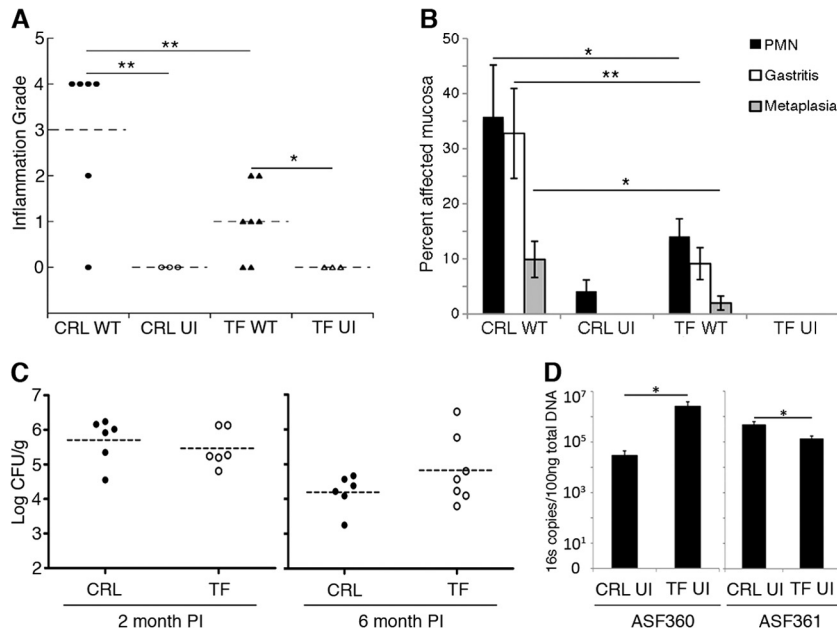 A
Inflammation Grade
5
4
3
2
1
0
**
**
*
CRL WT
CRL UI
TF WT
TF UI
B
Percent affected mucosa
50
40
30
20
10
0
*
**
*
PMN
Gastritis
Metaplasia
CRL WT
CRL UI
TF WT
TF UI
C
Log CFU/g
7
6
5
4
3
2
CRL
TF
2 month PI
CRL
TF
6 month PI
D
16s copies/100ng total DNA
10⁷
10⁵
10³
10¹
0
*
*
CRL UI
TF UI
CRL UI
TF UI
ASF360
ASF361